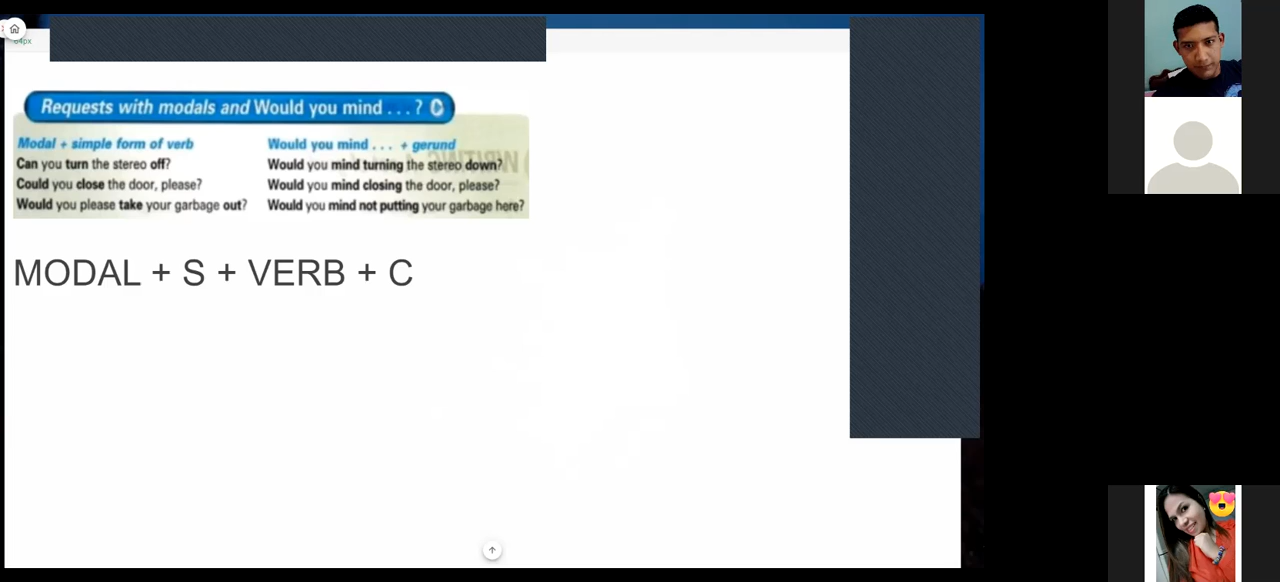 Requests with modals and Would you mind . . . ?
Modal + simple form of verb
Can you turn the stereo off?
Could you close the door, please?
Would you please take your garbage out?
Would you mind . . . + gerund
Would you mind turning the stereo down?
Would you mind closing the door, please?
Would you mind not putting your garbage here?
MODAL + S + VERB + C